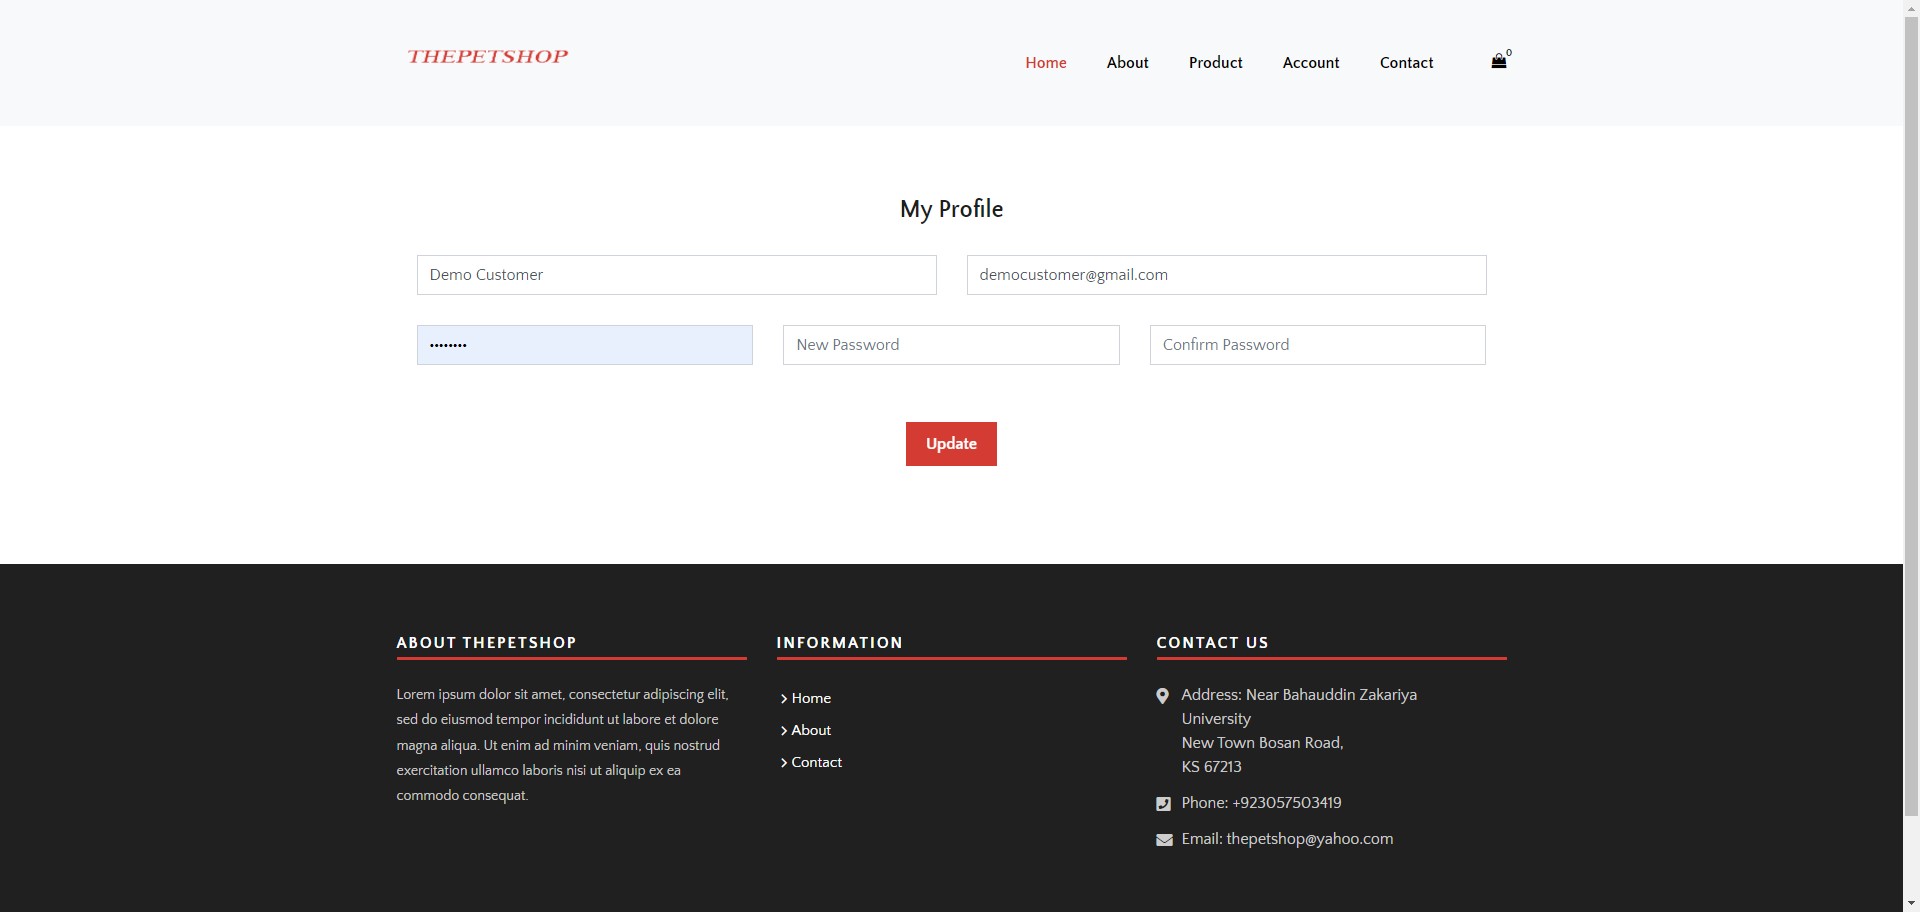 THEPETSHOP
Home
About
Product
Account
Contact
0
My Profile
Demo Customer
democustomer@gmail.com
••••••••
New Password
Confirm Password
Update
ABOUT THEPETSHOP
Lorem ipsum dolor sit amet, consectetur adipiscing elit,
sed do eiusmod tempor incididunt ut labore et dolore
magna aliqua. Ut enim ad minim veniam, quis nostrud
exercitation ullamco laboris nisi ut aliquip ex ea
commodo consequat.
INFORMATION
Home
About
Contact
CONTACT US
Address: Near Bahauddin Zakariya
University
New Town Bosan Road,
KS 67213
Phone: +923057503419
Email: thepetshop@yahoo.com